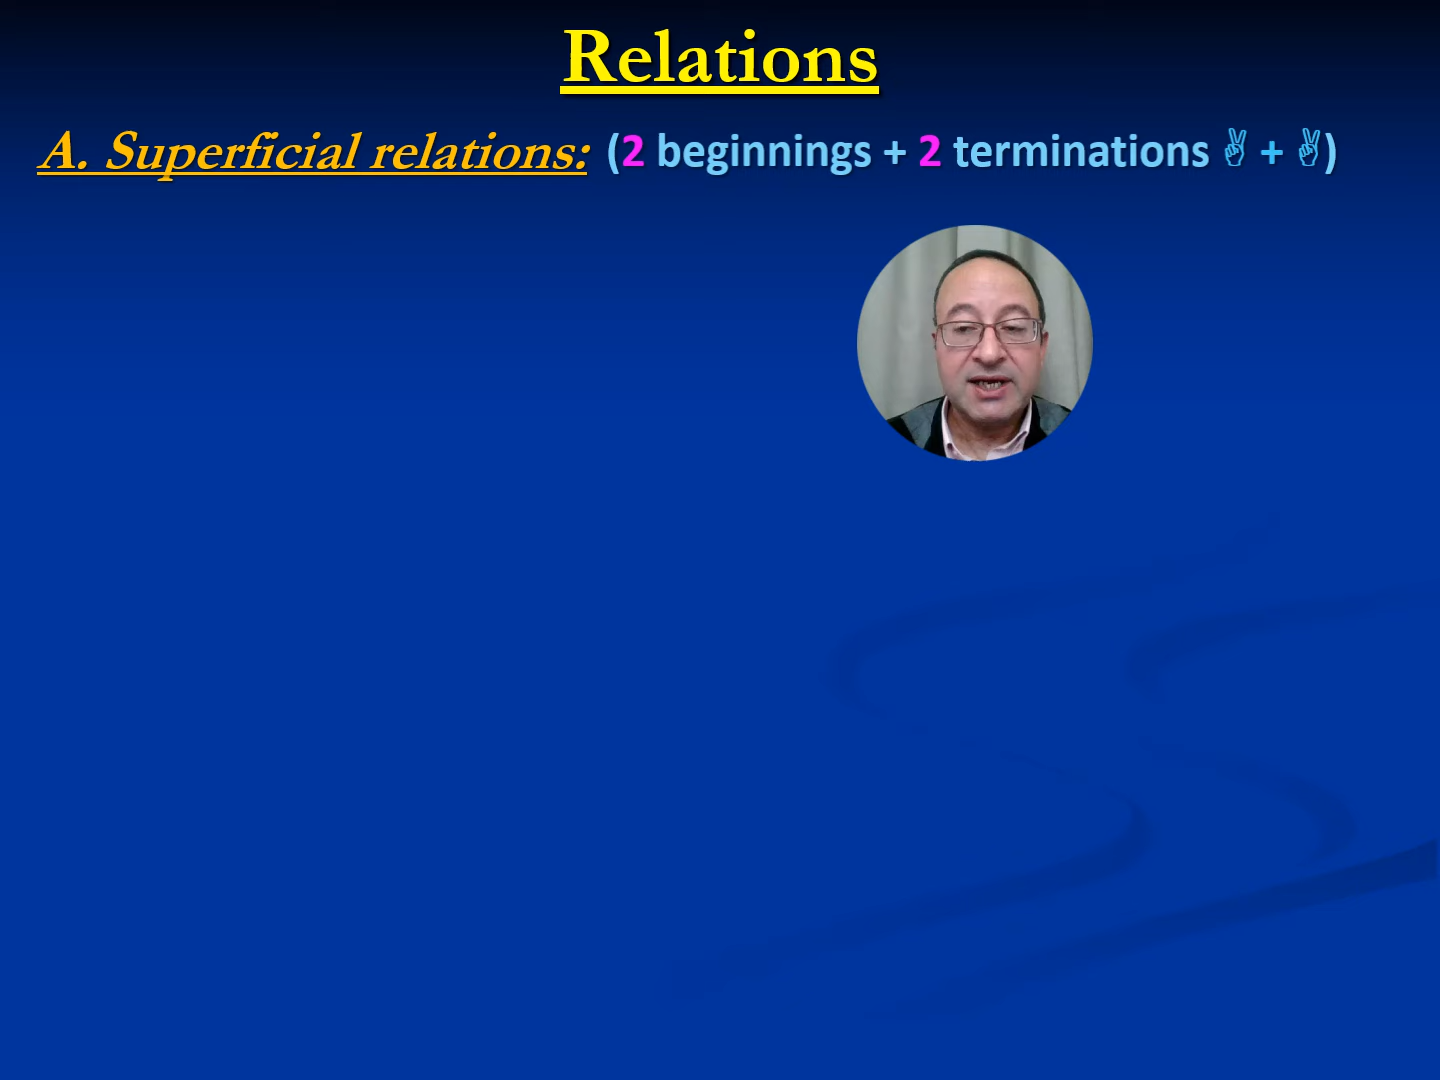 Relations
A. Superficial relations: (2 beginnings + 2 terminations ✌ + ✌)